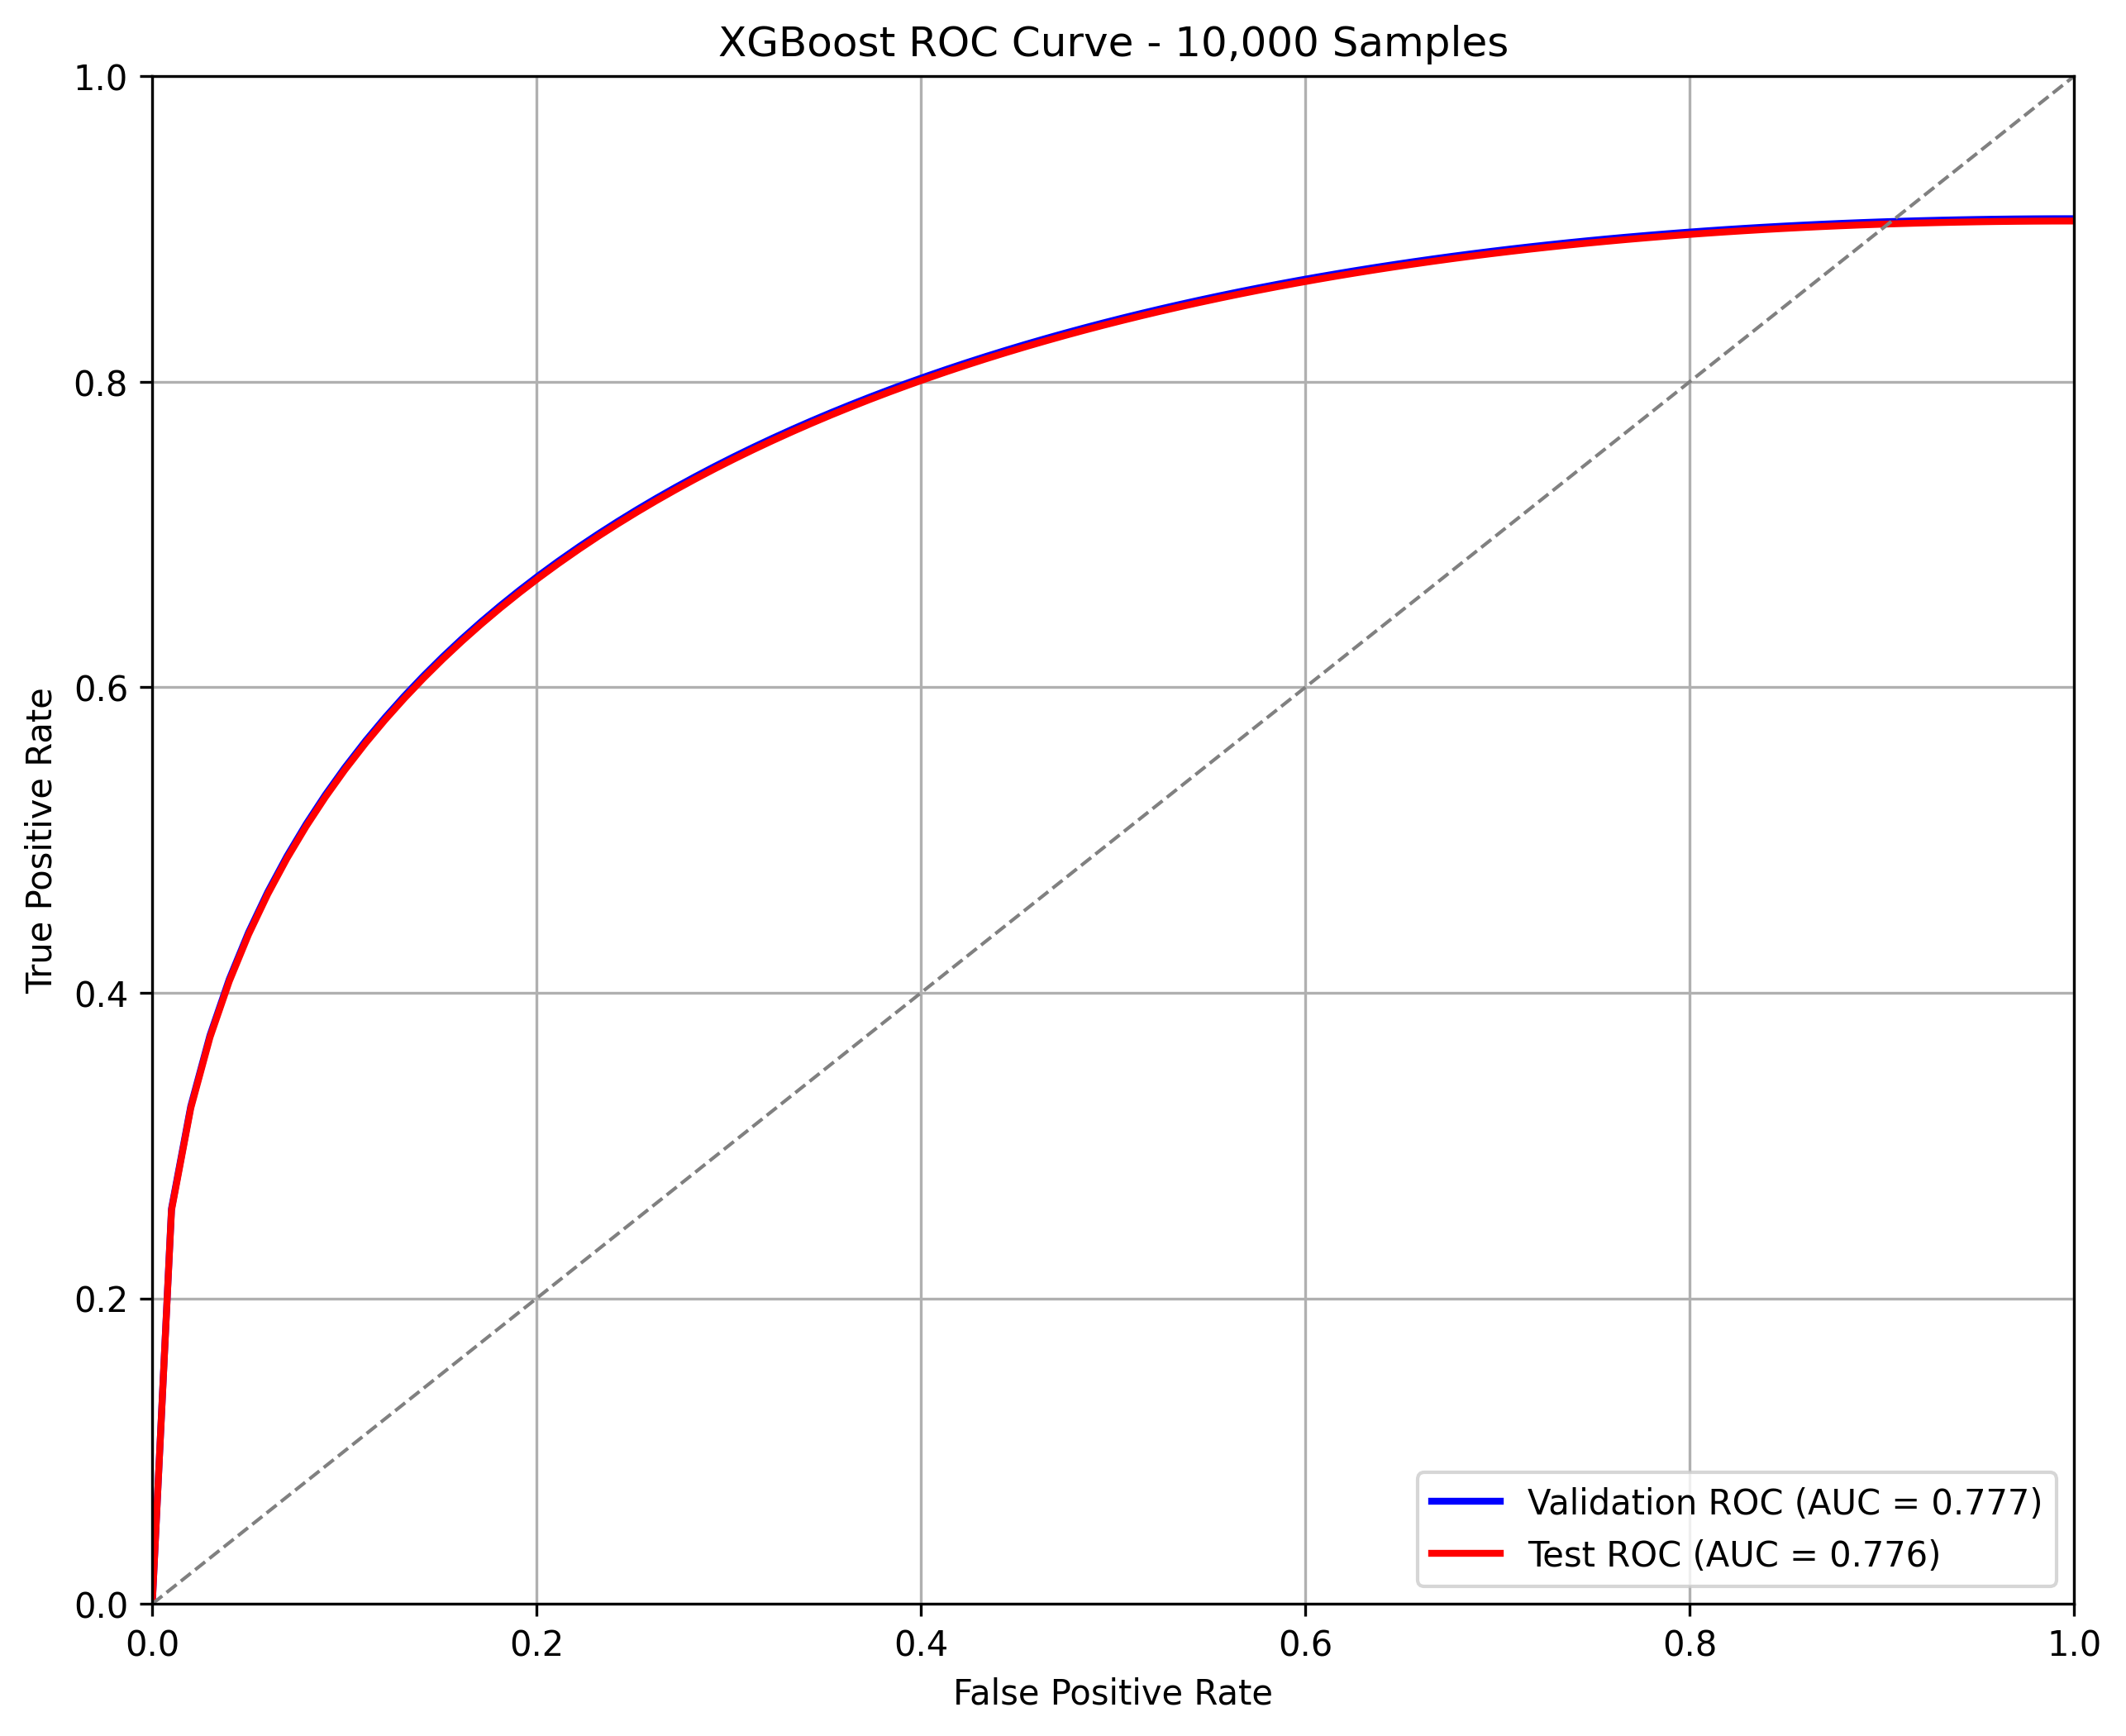 XGBoost ROC Curve - 10,000 Samples
1.0
0.8
0.6
0.4
0.2
0.0
True Positive Rate
0.0 0.2 0.4 0.6 0.8 1.0
False Positive Rate
Validation ROC (AUC = 0.777)
Test ROC (AUC = 0.776)